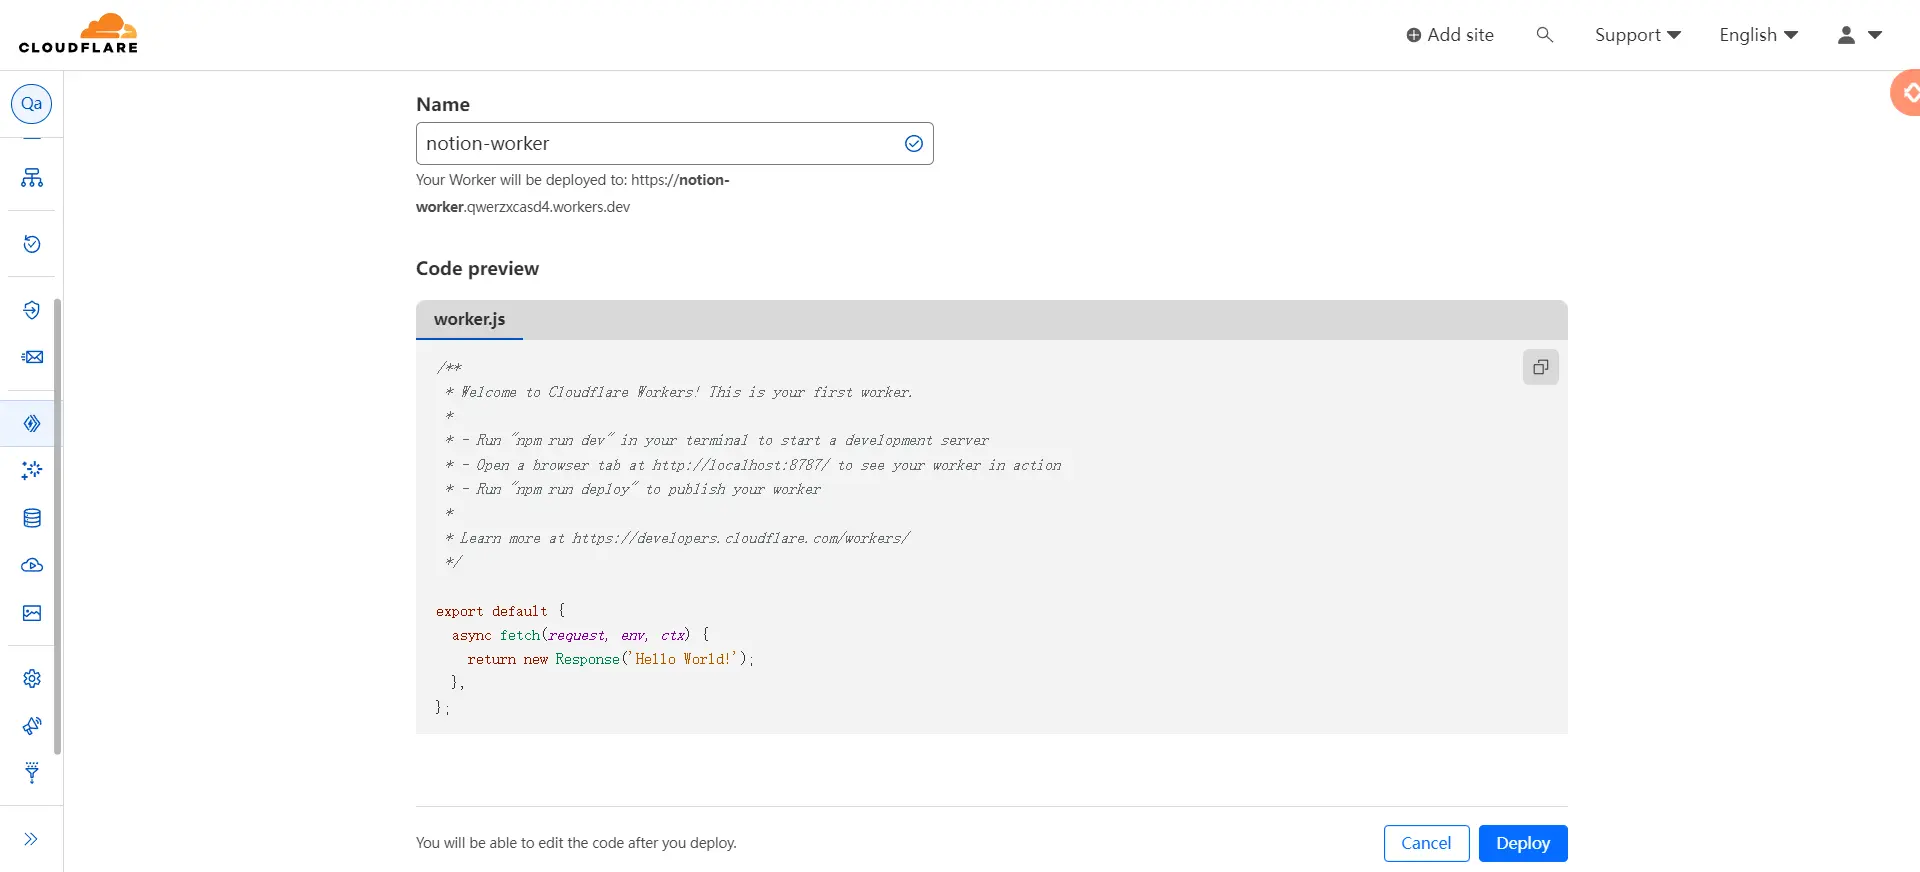 CLOUDFLARE
Add site
Support
English
Qa
Name
notion-worker
Your Worker will be deployed to: https://notion-
worker.qwerzxcasd4.workers.dev
Code preview
worker.js
/**
* Welcome to Cloudflare Workers! This is your first worker.
*
* - Run "npm run dev" in your terminal to start a development server
* - Open a browser tab at http://localhost:8787/ to see your worker in action
* - Run "npm run deploy" to publish your worker
*
* Learn more at https://developers.cloudflare.com/workers/
*/
export default {
async fetch(request, env, ctx) {
return new Response('Hello World!');
},
};
You will be able to edit the code after you deploy.
Cancel
Deploy